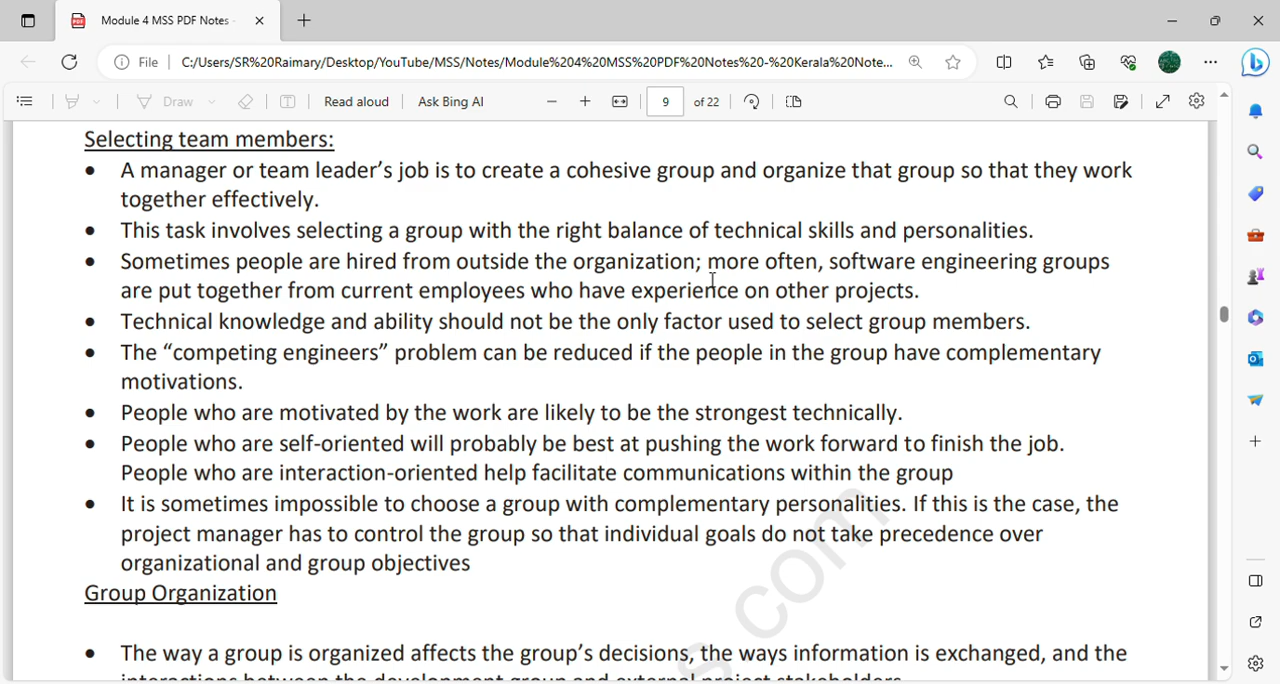 Module 4 MSS PDF Notes
File
C:/Users/SR%20Raimary/Desktop/YouTube/MSS/Notes/Module%204%20MSS%20PDF%20Notes%20-%20Kerala%20Note...
Draw
Read aloud
Ask Bing AI
9 of 22
Selecting team members:
• A manager or team leader’s job is to create a cohesive group and organize that group so that they work
together effectively.
• This task involves selecting a group with the right balance of technical skills and personalities.
• Sometimes people are hired from outside the organization; more often, software engineering groups
are put together from current employees who have experience on other projects.
• Technical knowledge and ability should not be the only factor used to select group members.
• The “competing engineers” problem can be reduced if the people in the group have complementary
motivations.
• People who are motivated by the work are likely to be the strongest technically.
• People who are self-oriented will probably be best at pushing the work forward to finish the job.
People who are interaction-oriented help facilitate communications within the group
• It is sometimes impossible to choose a group with complementary personalities. If this is the case, the
project manager has to control the group so that individual goals do not take precedence over
organizational and group objectives
Group Organization
• The way a group is organized affects the group’s decisions, the ways information is exchanged, and the
interactions between the development group and external project stakeholders
s.com